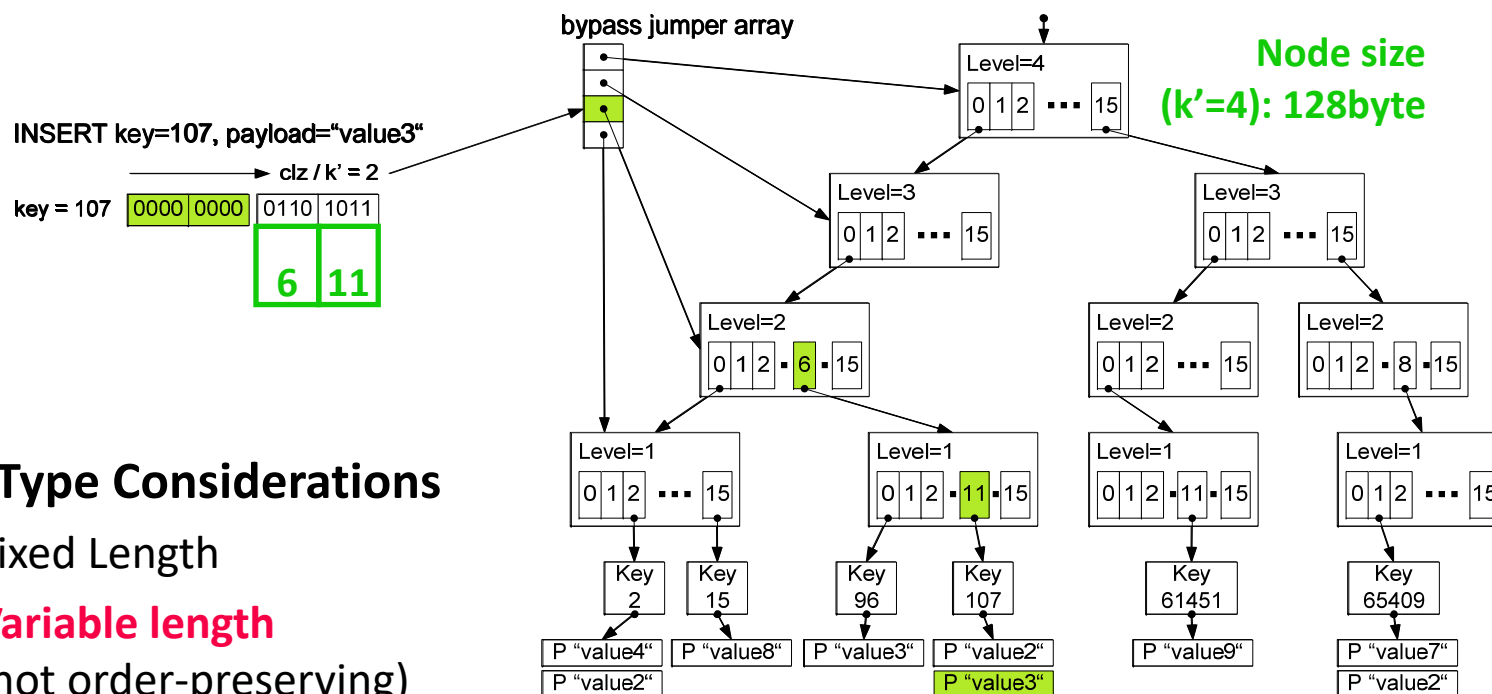 bypass jumper array
Node size
(k'=4): 128byte
Level=4
0 1 2 ··· 15
INSERT key=107, payload="value3"
clz / k' = 2
key = 107 0000 0000 0110 1011
6 11
Level=3
0 1 2 ··· 15
Level=3
0 1 2 ··· 15
Level=2
0 1 2 · 6 · 15
Level=2
0 1 2 ··· 15
Level=2
0 1 2 · 8 · 15
Level=1
0 1 2 ··· 15
Level=1
0 1 2 · 11 · 15
Level=1
0 1 2 · 11 · 15
Level=1
0 1 2 ··· 15
Type Considerations
ixed Length
ariable length
not order-preserving)
Key
2
Key
15
Key
96
Key
107
Key
61451
Key
65409
P "value4"
P "value8"
P "value3"
P "value2"
P "value9"
P "value7"
P "value2"
P "value3"
P "value2"